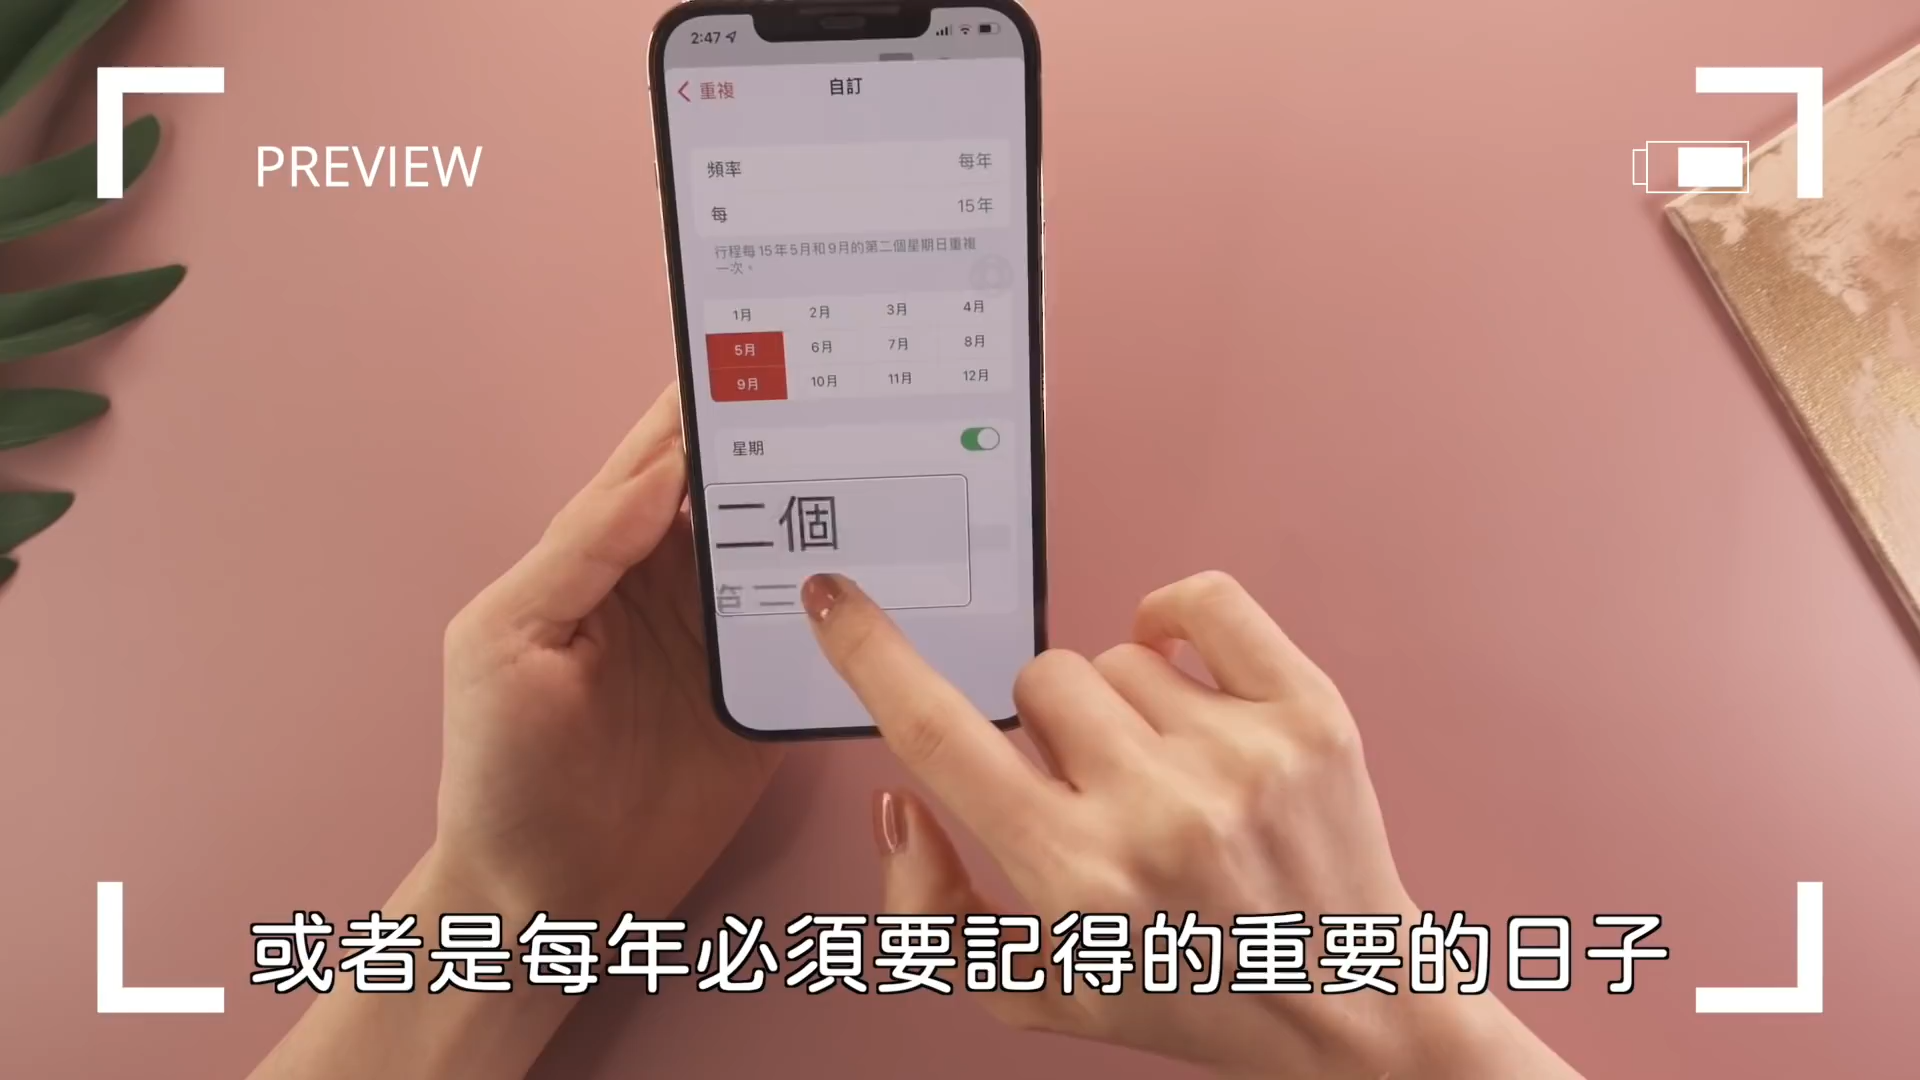 2:47
重複
自訂
PREVIEW
頻率
每年
每
15年
行程每15年5月和9月的第二個星期日重複
一次。
1月
2月
3月
4月
5月
6月
7月
8月
9月
10月
11月
12月
星期
二個
或者是每年必須要記得的重要的日子